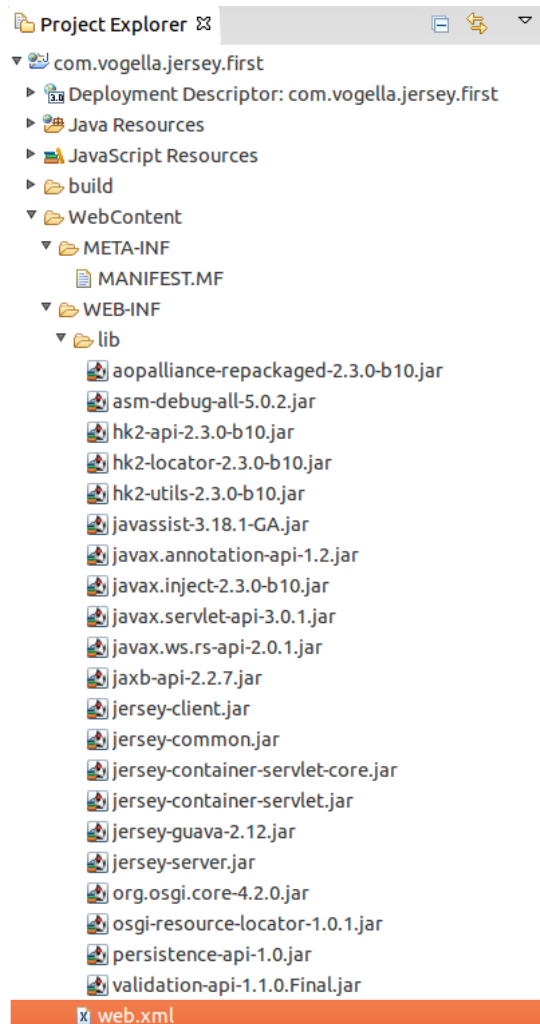 Project Explorer
com.vogella.jersey.first
3.0 Deployment Descriptor: com.vogella.jersey.first
Java Resources
JavaScript Resources
build
WebContent
META-INF
MANIFEST.MF
WEB-INF
lib
aopalliance-repackaged-2.3.0-b10.jar
asm-debug-all-5.0.2.jar
hk2-api-2.3.0-b10.jar
hk2-locator-2.3.0-b10.jar
hk2-utils-2.3.0-b10.jar
javassist-3.18.1-GA.jar
javax.annotation-api-1.2.jar
javax.inject-2.3.0-b10.jar
javax.servlet-api-3.0.1.jar
javax.ws.rs-api-2.0.1.jar
jaxb-api-2.2.7.jar
jersey-client.jar
jersey-common.jar
jersey-container-servlet-core.jar
jersey-container-servlet.jar
jersey-guava-2.12.jar
jersey-server.jar
org.osgi.core-4.2.0.jar
osgi-resource-locator-1.0.1.jar
persistence-api-1.0.jar
validation-api-1.1.0.Final.jar
web.xml